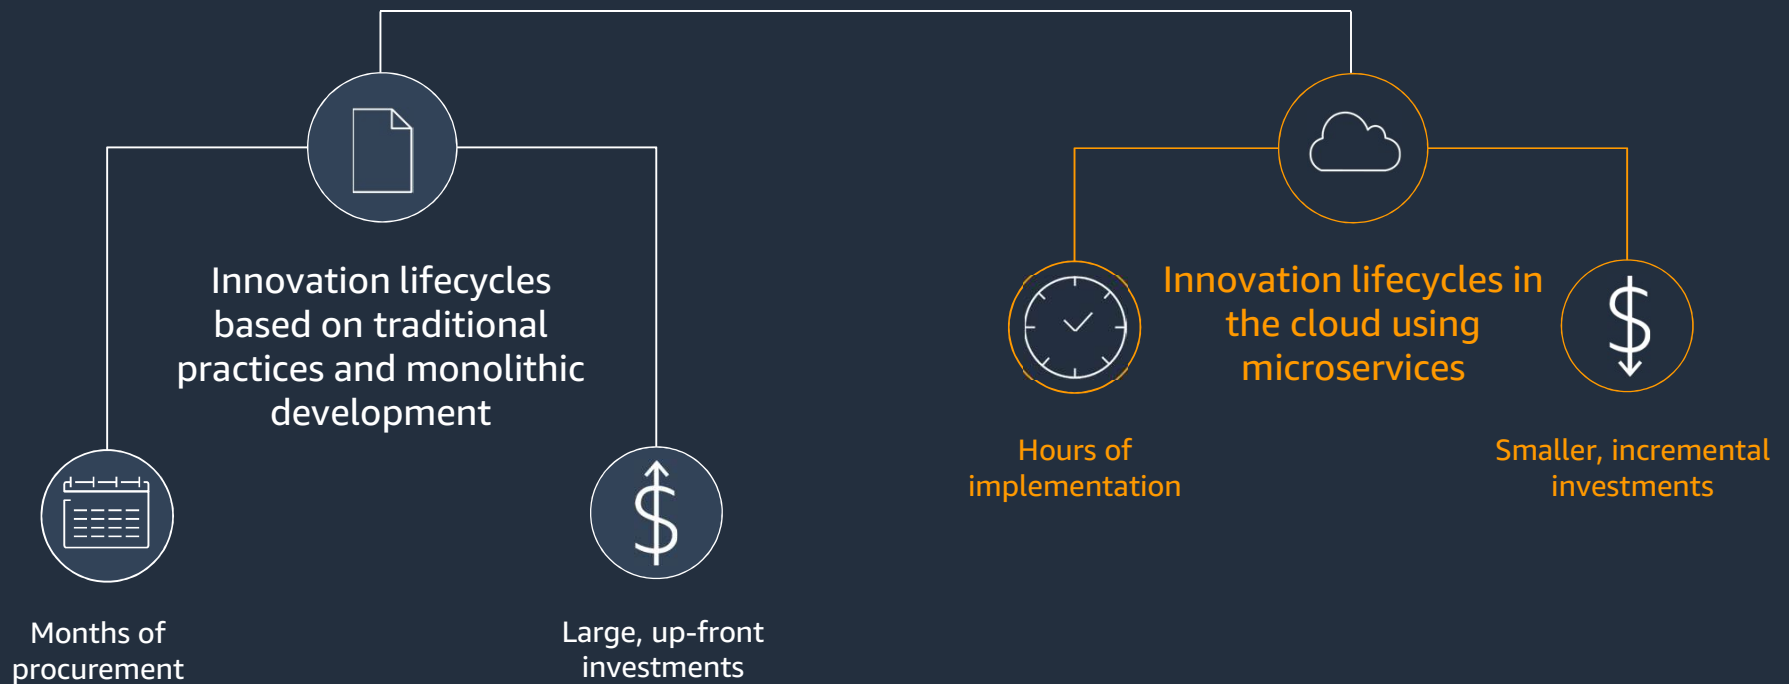 Innovation lifecycles
based on traditional
practices and monolithic
development
Months of
procurement
Large, up-front
investments
Innovation lifecycles in
the cloud using
microservices
Hours of
implementation
Smaller, incremental
investments